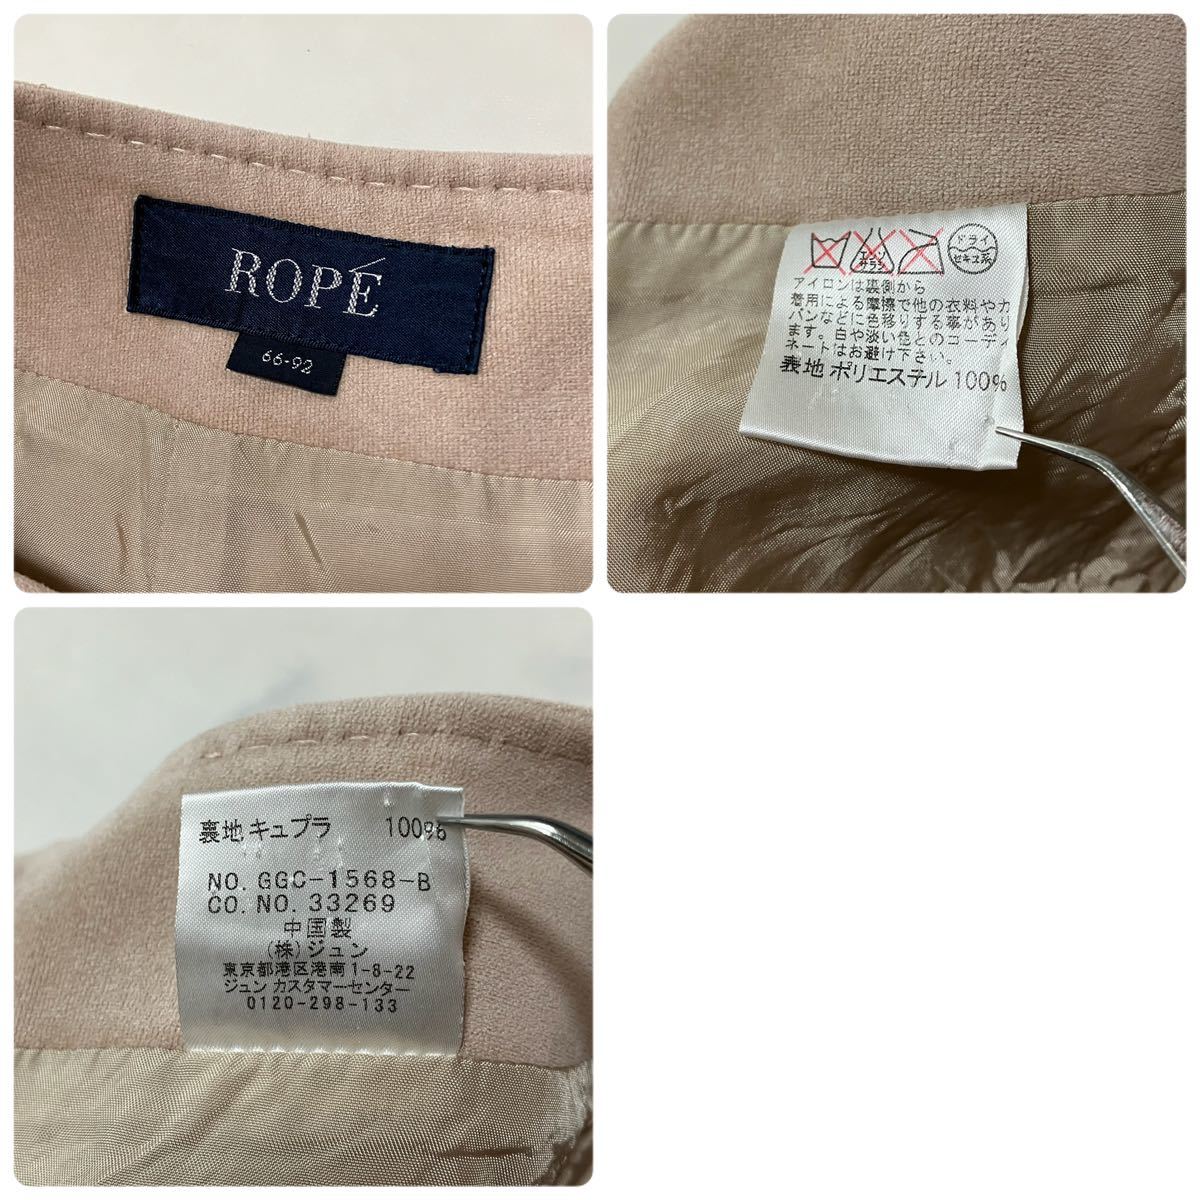 ROPÉ
66-92
エンソ
サラシ
ドライ
セキユ系
アイロンは裏側から
着用による摩擦で他の衣料やカ
バンなどに色移りする事があり
ます。白や淡い色とのコーディ
ネートはお避け下さい。
表地 ポリエステル 100%
裏地 キュプラ 100%
NO. GGC-1568-B
CO. NO. 33269
中国製
(株)ジュン
東京都港区港南1-8-22
ジュン カスタマーセンター
0120-298-133